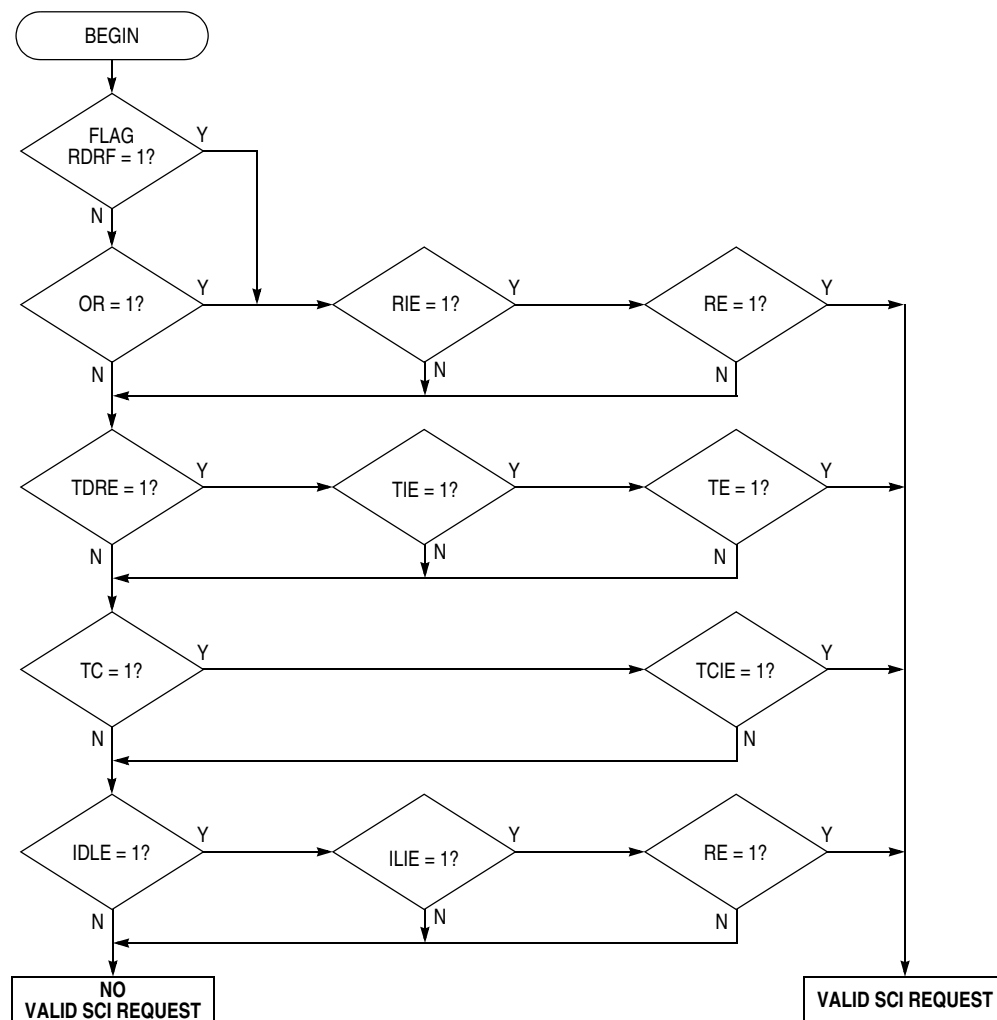 BEGIN
FLAG
RDRF = 1?
Y
N
OR = 1?
Y
RIE = 1?
Y
RE = 1?
Y
N
N
N
TDRE = 1?
Y
TIE = 1?
Y
TE = 1?
Y
N
N
N
TC = 1?
Y
TCIE = 1?
Y
N
N
IDLE = 1?
Y
ILIE = 1?
Y
RE = 1?
Y
N
N
N
NO
VALID SCI REQUEST
VALID SCI REQUEST